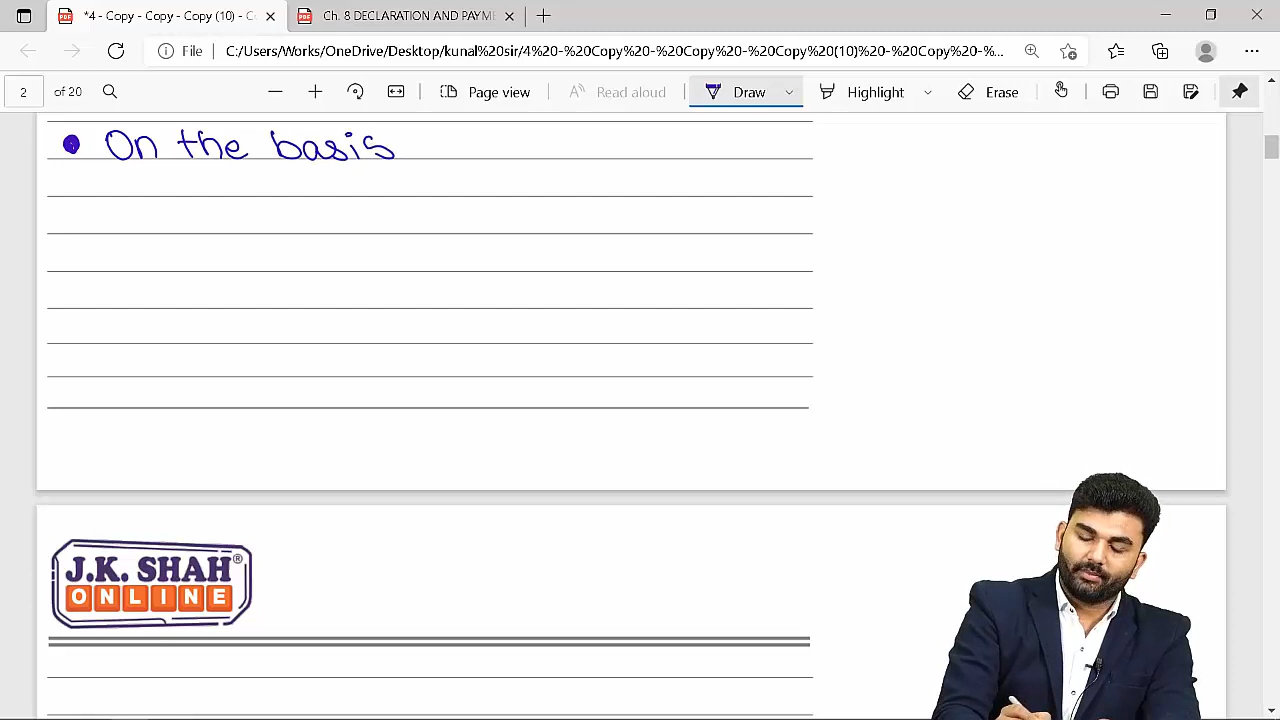 *4 - Copy - Copy - Copy (10) - C
Ch. 8 DECLARATION AND PAYM
File
C:/Users/Works/OneDrive/Desktop/kunal%20sir/4%20-%20Copy%20-%20Copy%20-%20Copy%20(10)%20-%20Copy%20-%...
2 of 20
Page view
Read aloud
Draw
Highlight
Erase
• On the basis
J.K. SHAH®
ONLINE